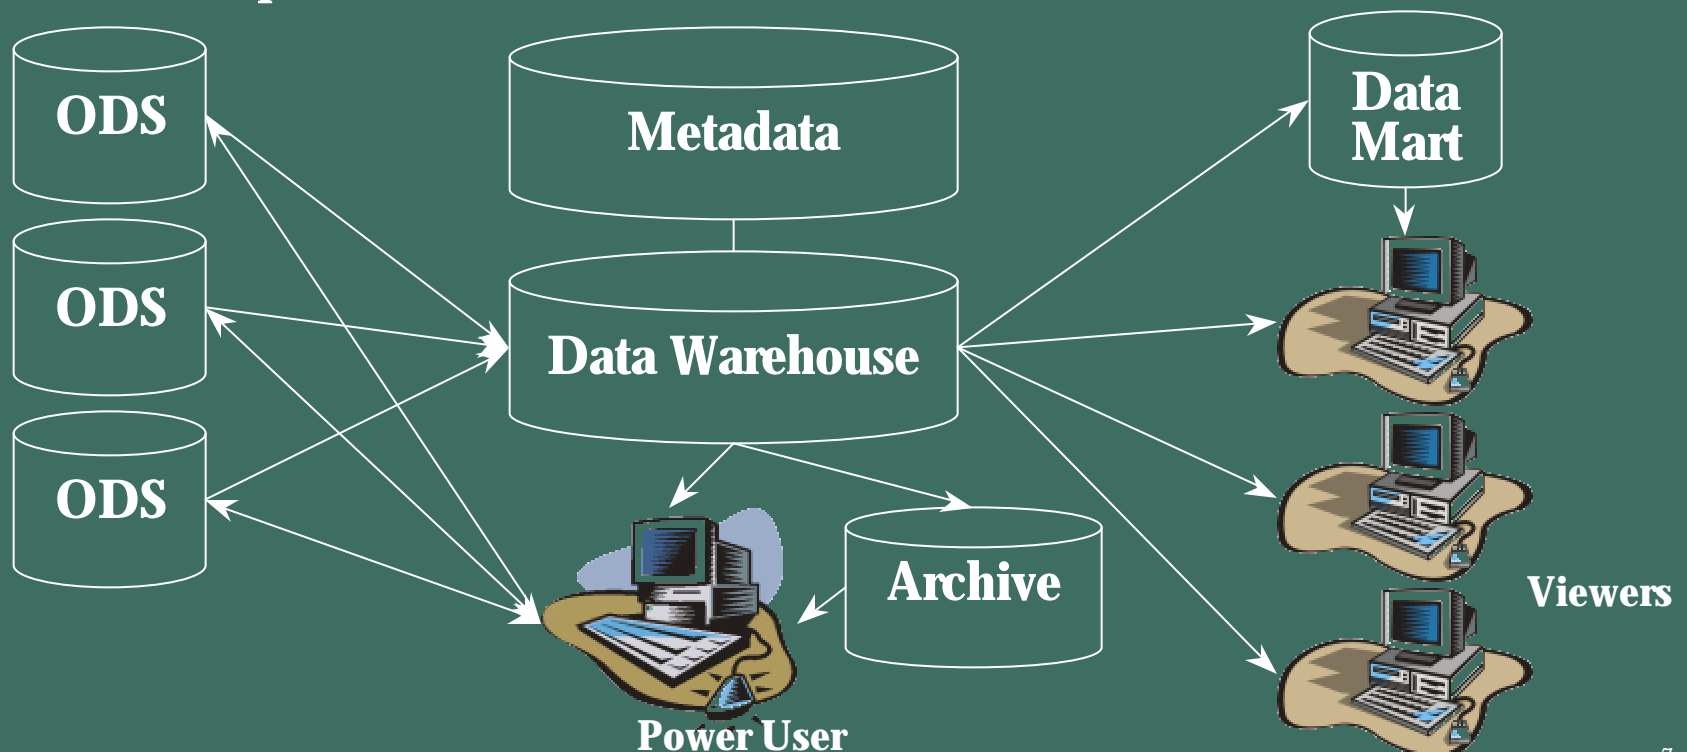 ODS
Metadata
Data
Mart
ODS
Data Warehouse
ODS
Archive
Viewers
Power User